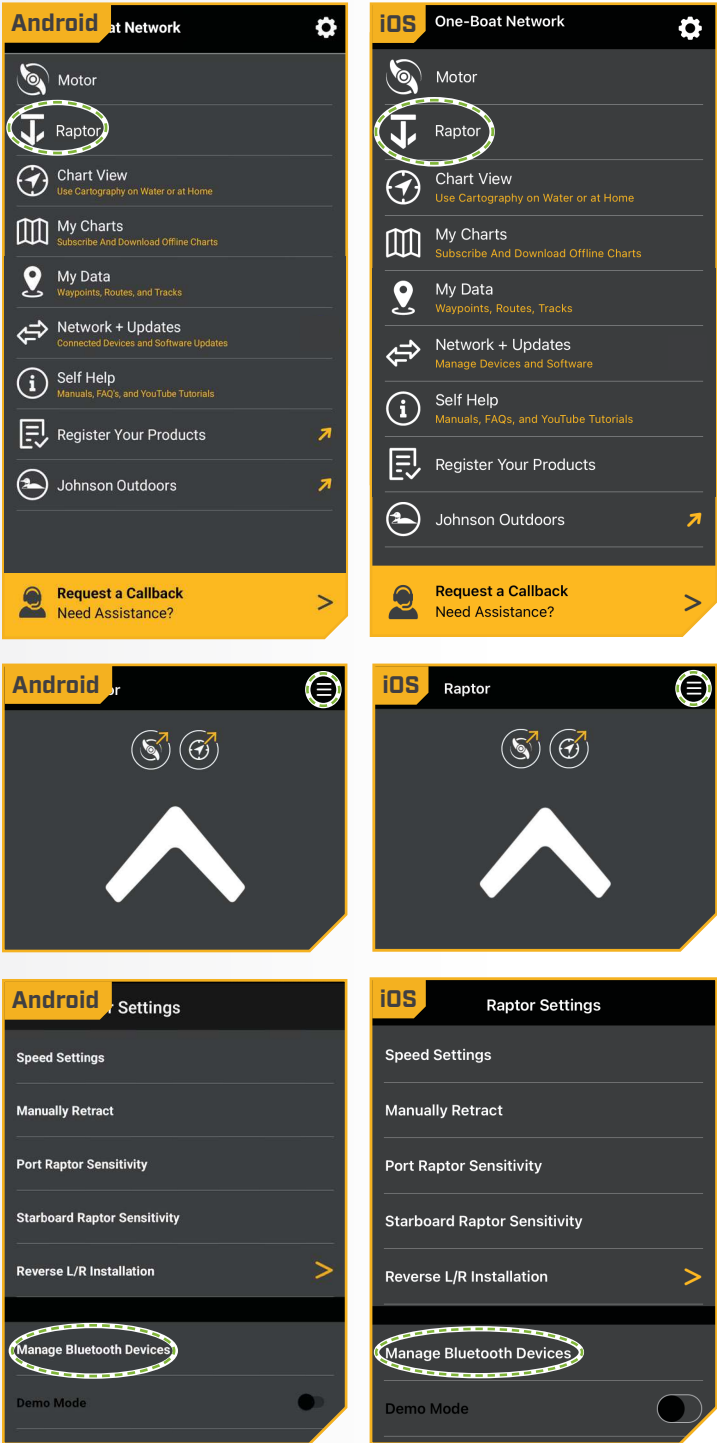 Android
at Network
Motor
Raptor
Chart View
Use Cartography on Water or at Home
My Charts
Subscribe And Download Offline Charts
My Data
Waypoints, Routes, and Tracks
Network + Updates
Connected Devices and Software Updates
Self Help
Manuals, FAQ's, and YouTube Tutorials
Register Your Products
Johnson Outdoors
Request a Callback
Need Assistance?
iOS
One-Boat Network
Motor
Raptor
Chart View
Use Cartography on Water or at Home
My Charts
Subscribe And Download Offline Charts
My Data
Waypoints, Routes, Tracks
Network + Updates
Manage Devices and Software
Self Help
Manuals, FAQs, and YouTube Tutorials
Register Your Products
Johnson Outdoors
Request a Callback
Need Assistance?
Android
or
iOS
Raptor
Android
r Settings
Speed Settings
Manually Retract
Port Raptor Sensitivity
Starboard Raptor Sensitivity
Reverse L/R Installation
Manage Bluetooth Devices
Demo Mode
iOS
Raptor Settings
Speed Settings
Manually Retract
Port Raptor Sensitivity
Starboard Raptor Sensitivity
Reverse L/R Installation
Manage Bluetooth Devices
Demo Mode